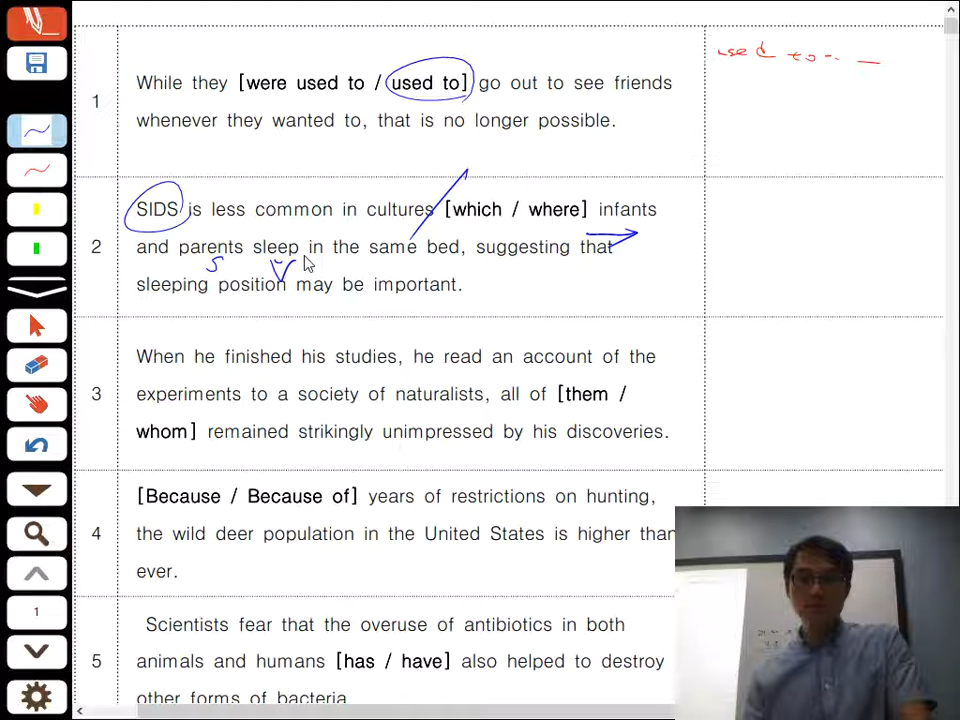 1
While they [were used to / used to] go out to see friends
whenever they wanted to, that is no longer possible.
used to
2
SIDS is less common in cultures [which / where] infants
and parents sleep in the same bed, suggesting that
S V
sleeping position may be important.
3
When he finished his studies, he read an account of the
experiments to a society of naturalists, all of [them /
whom] remained strikingly unimpressed by his discoveries.
4
[Because / Because of] years of restrictions on hunting,
the wild deer population in the United States is higher than
ever.
1
5
Scientists fear that the overuse of antibiotics in both
animals and humans [has / have] also helped to destroy
other forms of bacteria